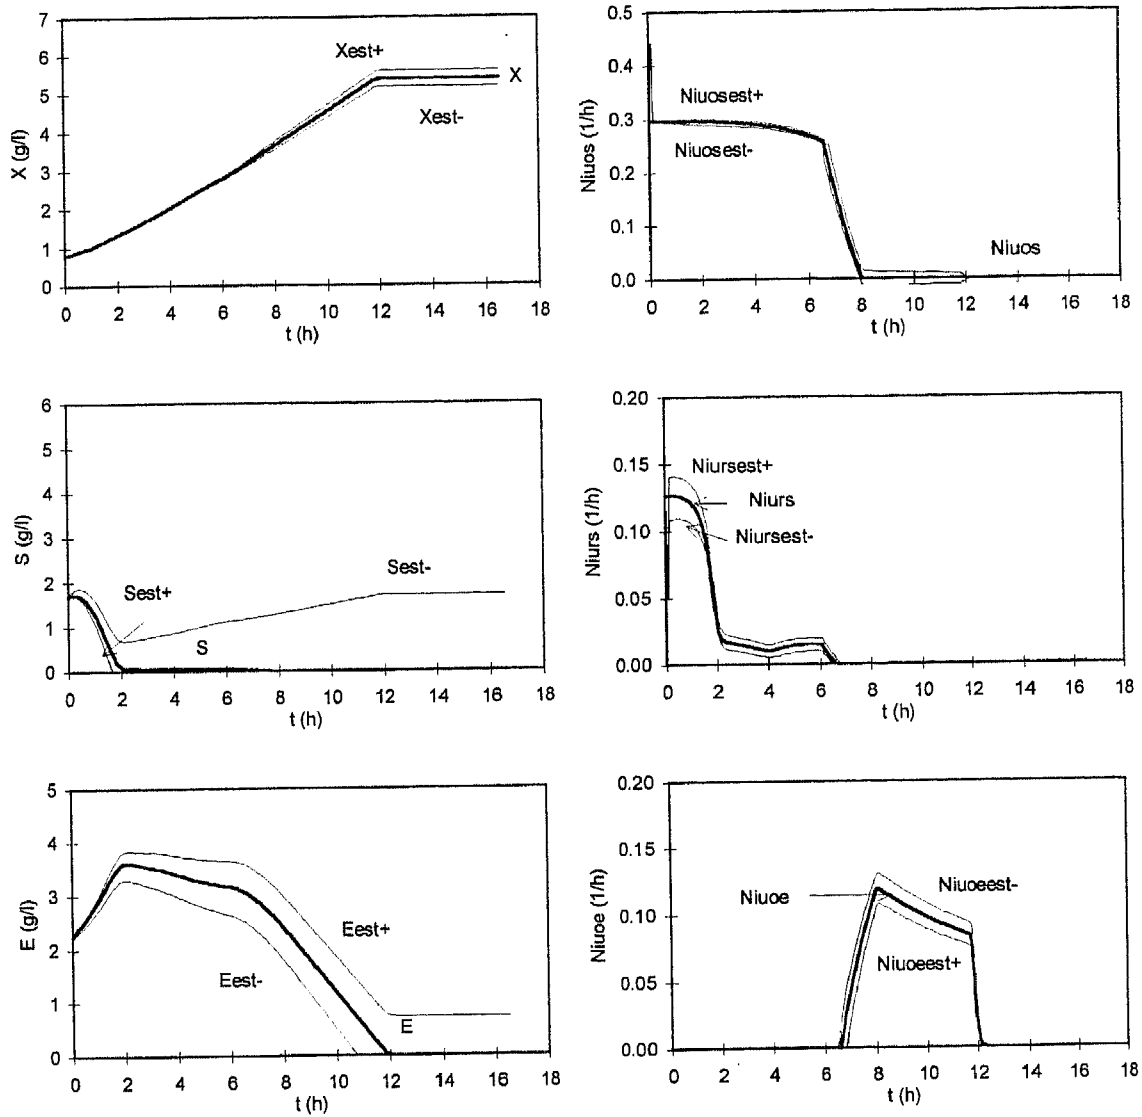 7
6
5
4
3
2
1
0
X (g/l)
Xest+
X
Xest-
0 2 4 6 8 10 12 14 16 18
t (h)
0.5
0.4
0.3
0.2
0.1
0.0
Niuos (1/h)
Niuosest+
Niuosest-
Niuos
0 2 4 6 8 10 12 14 16 18
t (h)
6
5
4
3
2
1
0
S (g/l)
Sest+
Sest-
S
0 2 4 6 8 10 12 14 16 18
t (h)
0.20
0.15
0.10
0.05
0.00
Niurs (1/h)
Niursest+
Niurs
Niursest-
0 2 4 6 8 10 12 14 16 18
t (h)
5
4
3
2
1
0
E (g/l)
Eest+
Eest-
E
0 2 4 6 8 10 12 14 16 18
t (h)
0.20
0.15
0.10
0.05
0.00
Niuoe (1/h)
Niuoe
Niuoeest-
Niuoeest+
0 2 4 6 8 10 12 14 16 18
t (h)